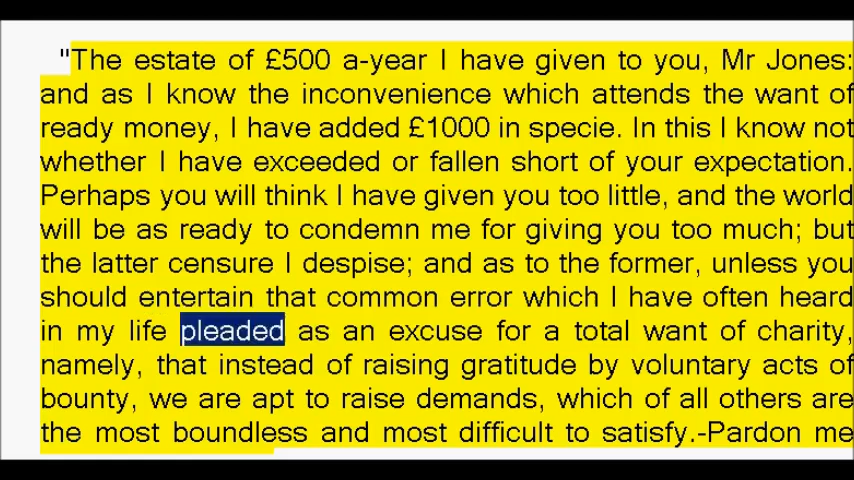 "The estate of £500 a-year I have given to you, Mr Jones:
and as I know the inconvenience which attends the want of
ready money, I have added £1000 in specie. In this I know not
whether I have exceeded or fallen short of your expectation.
Perhaps you will think I have given you too little, and the world
will be as ready to condemn me for giving you too much; but
the latter censure I despise; and as to the former, unless you
should entertain that common error which I have often heard
in my life pleaded as an excuse for a total want of charity,
namely, that instead of raising gratitude by voluntary acts of
bounty, we are apt to raise demands, which of all others are
the most boundless and most difficult to satisfy.-Pardon me